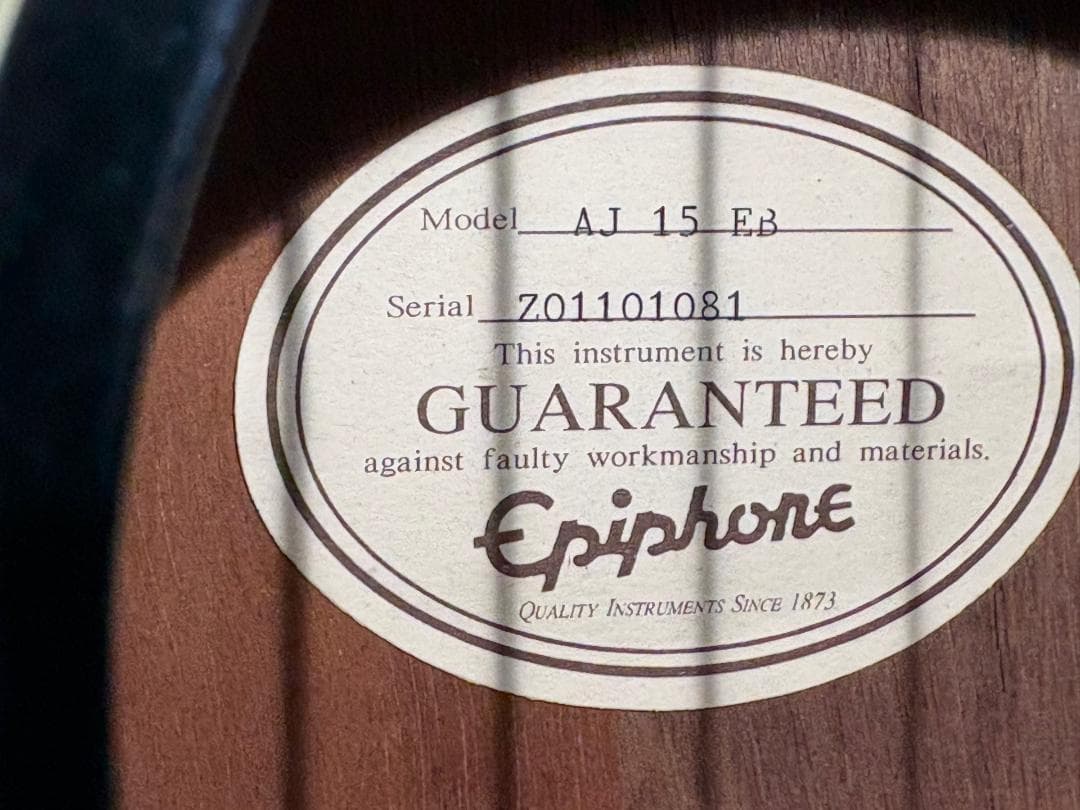 Model AJ 15 EB
Serial Z01101081
This instrument is hereby
GUARANTEED
against faulty workmanship and materials.
Epiphone
QUALITY INSTRUMENTS SINCE 1873